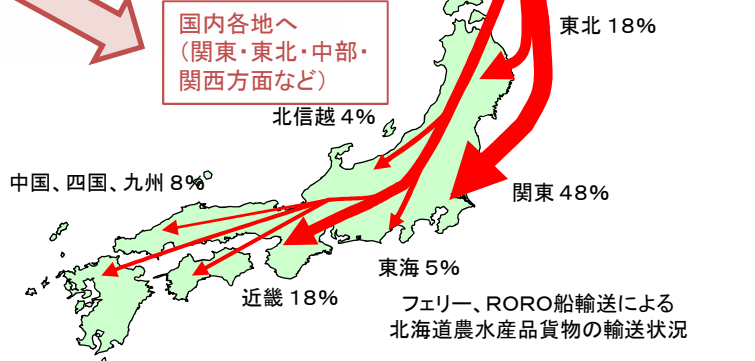 国内各地へ
（関東・東北・中部・
関西方面など）
東北 18%
北信越 4%
中国、四国、九州 8%
関東 48%
東海 5%
近畿 18%
フェリー、RORO船輸送による
北海道農水産品貨物の輸送状況